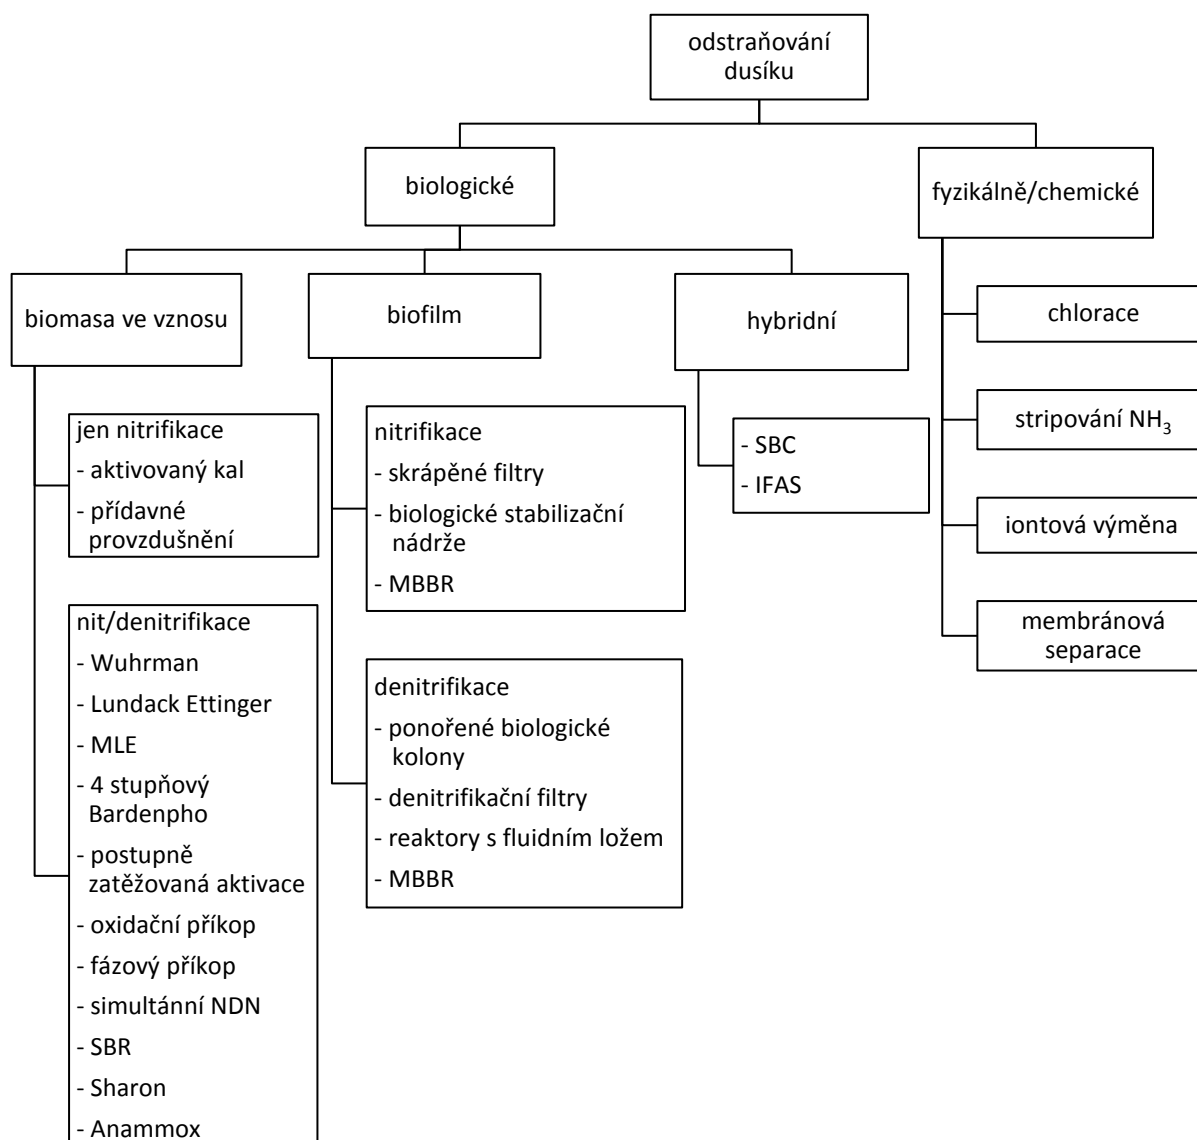 odstraňování
dusíku
biologické
fyzikálně/chemické
biomasa ve vznosu
biofilm
hybridní
jen nitrifikace
- aktivovaný kal
- přídavné
provzdušnění
nit/denitrifikace
- Wuhrman
- Lundack Ettinger
- MLE
- 4 stupňový
Bardenpho
- postupně
zatěžovaná aktivace
- oxidační příkop
- fázový příkop
- simultánní NDN
- SBR
- Sharon
- Anammox
nitrifikace
- skrápěné filtry
- biologické stabilizační
nádrže
- MBBR
denitrifikace
- ponořené biologické
kolony
- denitrifikační filtry
- reaktory s fluidním ložem
- MBBR
- SBC
- IFAS
chlorace
stripování NH₃
iontová výměna
membránová
separace